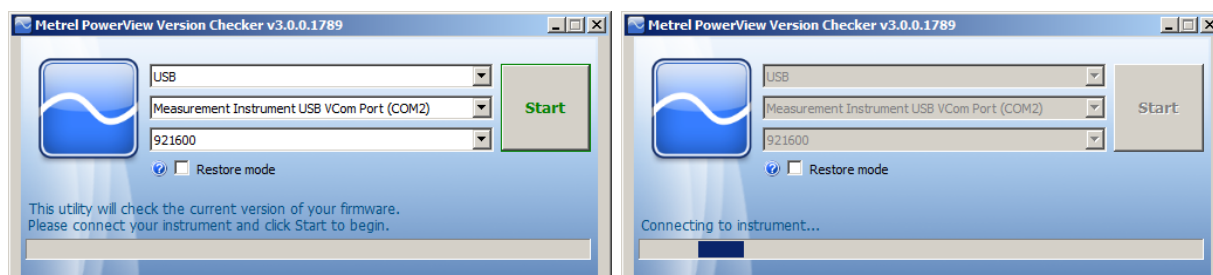 Metrel PowerView Version Checker v3.0.0.1789
USB
Measurement Instrument USB VCom Port (COM2)
921600
Start
Restore mode
This utility will check the current version of your firmware.
Please connect your instrument and click Start to begin.
Metrel PowerView Version Checker v3.0.0.1789
USB
Measurement Instrument USB VCom Port (COM2)
921600
Start
Restore mode
Connecting to instrument...